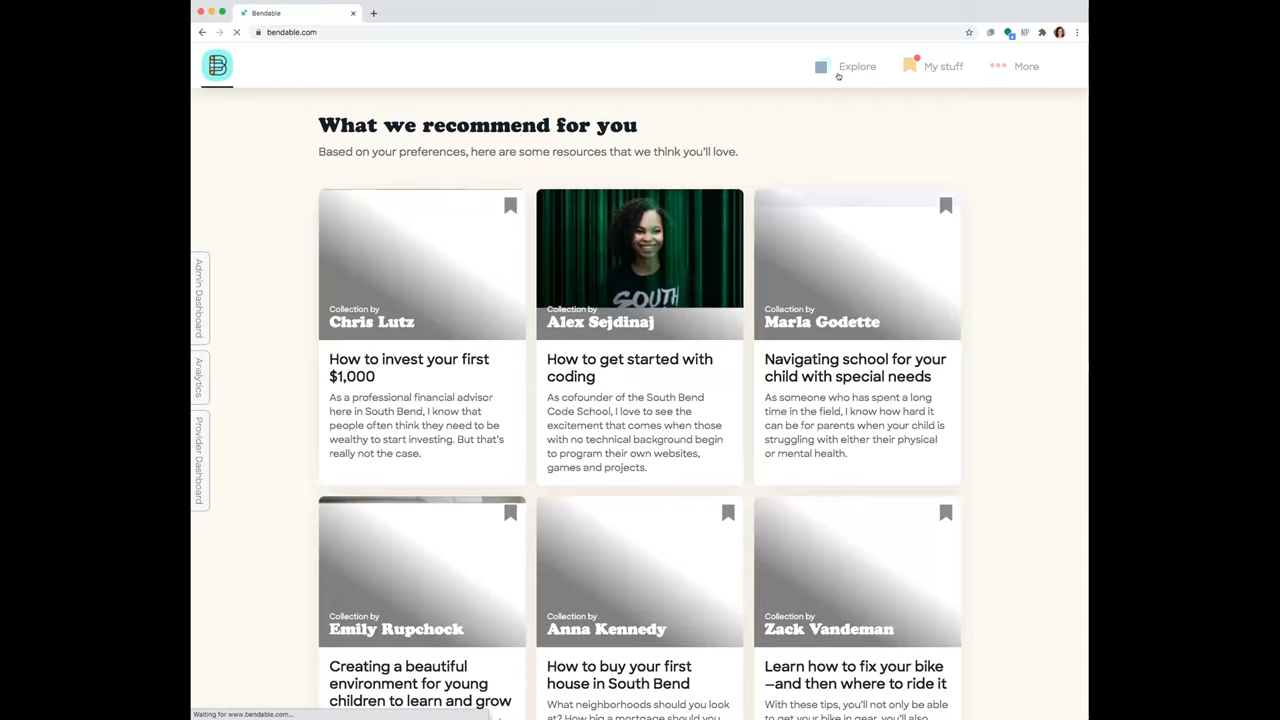 Bendable
bendable.com
NP
B
Explore
My stuff
More
What we recommend for you
Based on your preferences, here are some resources that we think you'll love.
Admin Dashboard
Analytics
Provider Dashboard
Collection by
Chris Lutz
How to invest your first
$1,000
As a professional financial advisor
here in South Bend, I know that
people often think they need to be
wealthy to start investing. But that's
really not the case.
SOUTH
Collection by
Alex Sejdinaj
How to get started with
coding
As cofounder of the South Bend
Code School, I love to see the
excitement that comes when those
with no technical background begin
to program their own websites,
games and projects.
Collection by
Marla Godette
Navigating school for your
child with special needs
As someone who has spent a long
time in the field, I know how hard it
can be for parents when your child is
struggling with either their physical
or mental health.
Collection by
Emily Rupchock
Creating a beautiful
environment for young
children to learn and grow
Collection by
Anna Kennedy
How to buy your first
house in South Bend
What neighborhoods should you look
at? How big a mortgage should you
Collection by
Zack Vandeman
Learn how to fix your bike
—and then where to ride it
With these tips, you'll not only be able
to get your bike in gear, you'll also
Waiting for www.bendable.com...